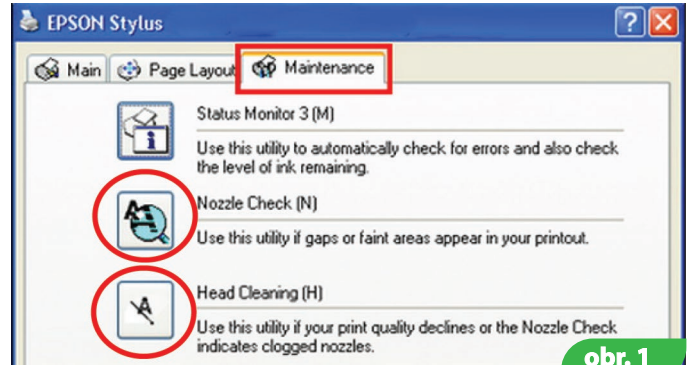 EPSON Stylus
Main
Page Layout
Maintenance
Status Monitor 3 (M)
Use this utility to automatically check for errors and also check
the level of ink remaining.
Nozzle Check (N)
Use this utility if gaps or faint areas appear in your printout.
Head Cleaning (H)
Use this utility if your print quality declines or the Nozzle Check
indicates clogged nozzles.
obr. 1